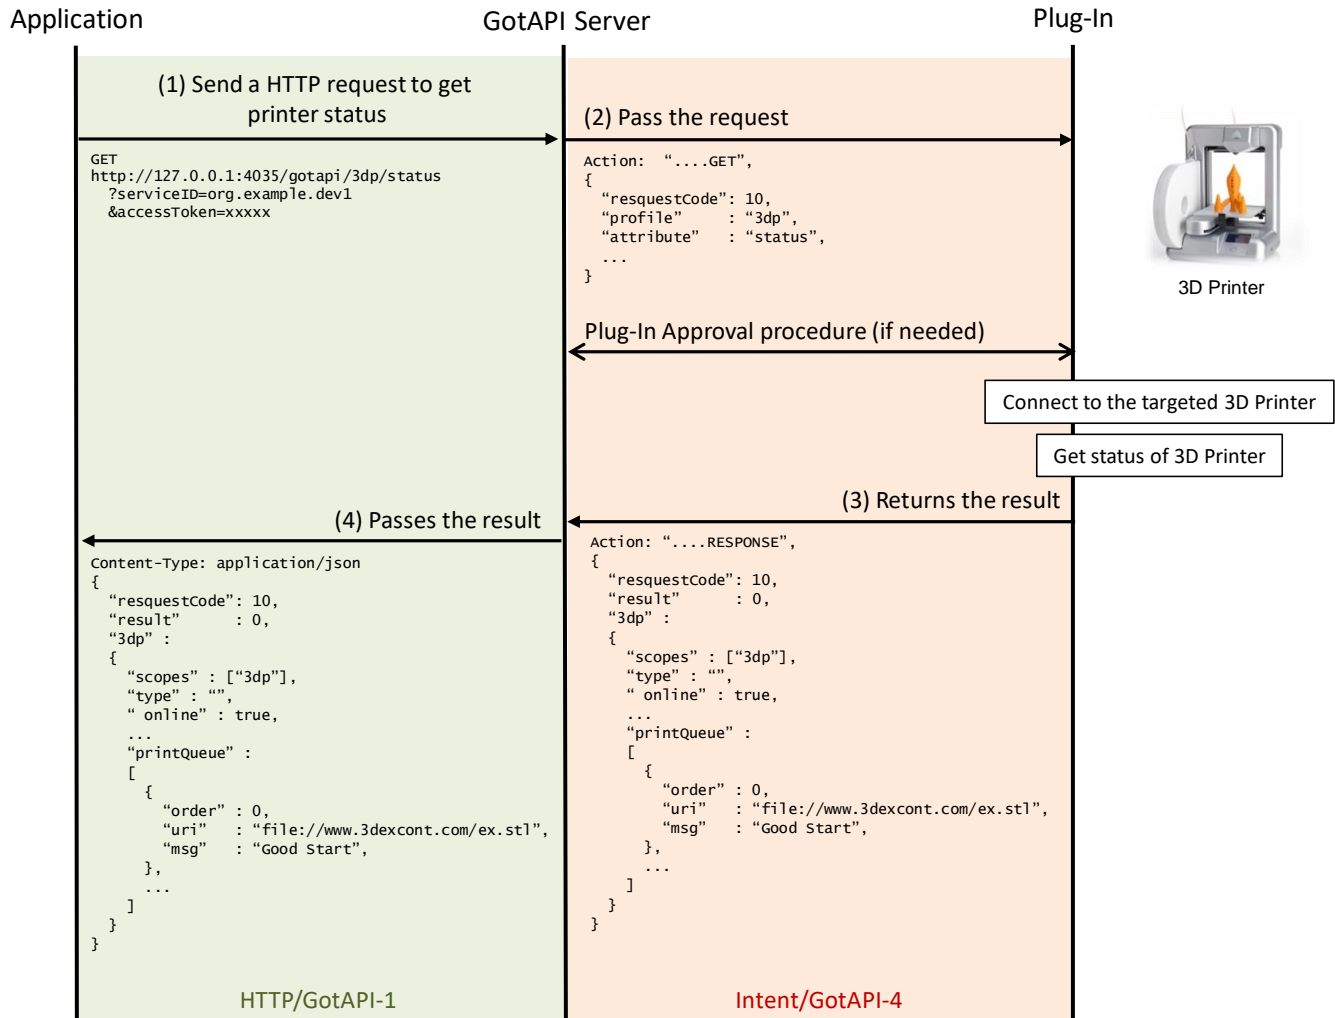 Application
GotAPI Server
Plug-In
(1) Send a HTTP request to get
printer status
GET
http://127.0.0.1:4035/gotapi/3dp/status
?serviceID=org.example.dev1
&accessToken=xxxxx
(2) Pass the request
Action: “....GET”,
{
“resquestCode”: 10,
“profile” : “3dp”,
“attribute” : “status”,
...
}
3D Printer
Plug-In Approval procedure (if needed)
Connect to the targeted 3D Printer
Get status of 3D Printer
(3) Returns the result
Action: “....RESPONSE”,
{
“resquestCode”: 10,
“result” : 0,
“3dp” :
{
“scopes” : [“3dp”],
“type” : “”,
“ online” : true,
...
“printQueue” :
[
{
“order” : 0,
“uri” : “file://www.3dexcont.com/ex.stl”,
“msg” : “Good Start”,
},
...
]
}
}
(4) Passes the result
Content-Type: application/json
{
“resquestCode”: 10,
“result” : 0,
“3dp” :
{
“scopes” : [“3dp”],
“type” : “”,
“ online” : true,
...
“printQueue” :
[
{
“order” : 0,
“uri” : “file://www.3dexcont.com/ex.stl”,
“msg” : “Good Start”,
},
...
]
}
}
HTTP/GotAPI-1
Intent/GotAPI-4